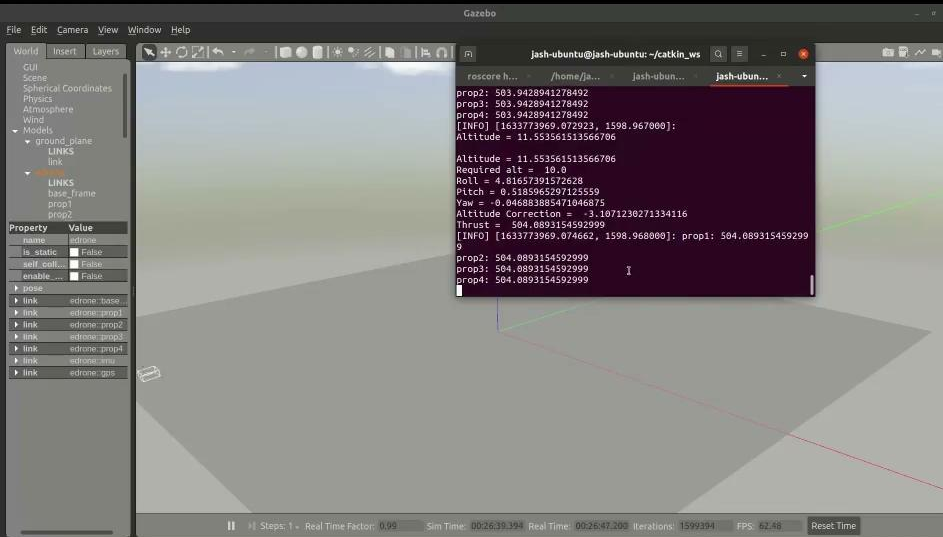 Gazebo
File Edit Camera View Window Help
World Insert Layers
GUI
Scene
Spherical Coordinates
Physics
Atmosphere
Wind
Models
ground_plane
LINKS
link
LINKS
base_frame
prop1
prop2
Property Value
name edrone
is_static False
self_coll... False
enable_... False
pose
link edrone::base...
link edrone::prop1
link edrone::prop2
link edrone::prop3
link edrone::prop4
link edrone::imu
link edrone::gps
jash-ubuntu@jash-ubuntu: ~/catkin_ws
roscore h... /home/ja... jash-ubun... jash-ubun...
prop2: 503.9428941278492
prop3: 503.9428941278492
prop4: 503.9428941278492
[INFO] [1633773969.072923, 1598.967000]:
Altitude = 11.553561513566706
Altitude = 11.553561513566706
Required alt = 10.0
Roll = 4.81657391572628
Pitch = 0.5185965297125559
Yaw = -0.046883885471046875
Altitude Correction = -3.1071230271334116
Thrust = 504.0893154592999
[INFO] [1633773969.074662, 1598.968000]: prop1: 504.089315459299
9
prop2: 504.0893154592999
prop3: 504.0893154592999
prop4: 504.0893154592999
Steps: 1 Real Time Factor: 0.99 Sim Time: 00:26:39.394 Real Time: 00:26:47.200 Iterations: 1599394 FPS: 62.48 Reset Time